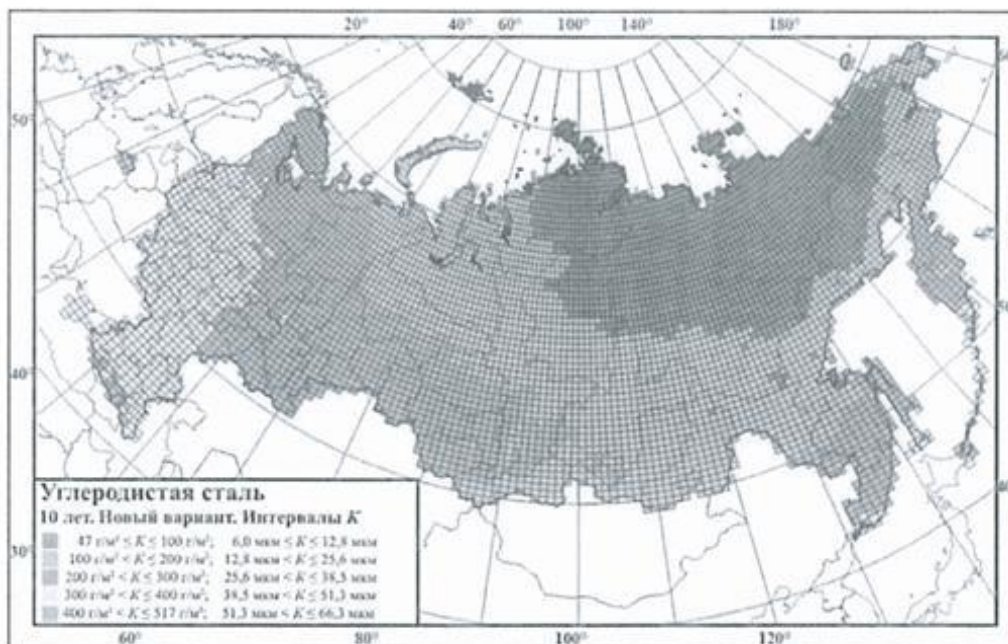 20° 40° 60° 100° 140° 180°
50°
40°
30°
Углеродистая сталь
10 лет. Новый вариант. Интервалы К
47 г/м² ≤ К ≤ 100 г/м²; 6,0 мкм ≤ К ≤ 12,8 мкм
100 г/м² < К ≤ 200 г/м²; 12,8 мкм < К ≤ 25,6 мкм
200 г/м² < К ≤ 300 г/м²; 25,6 мкм < К ≤ 38,5 мкм
300 г/м² < К ≤ 400 г/м²; 38,5 мкм < К ≤ 51,3 мкм
400 г/м² < К ≤ 517 г/м²; 51,3 мкм < К ≤ 66,3 мкм
60° 80° 100° 120°